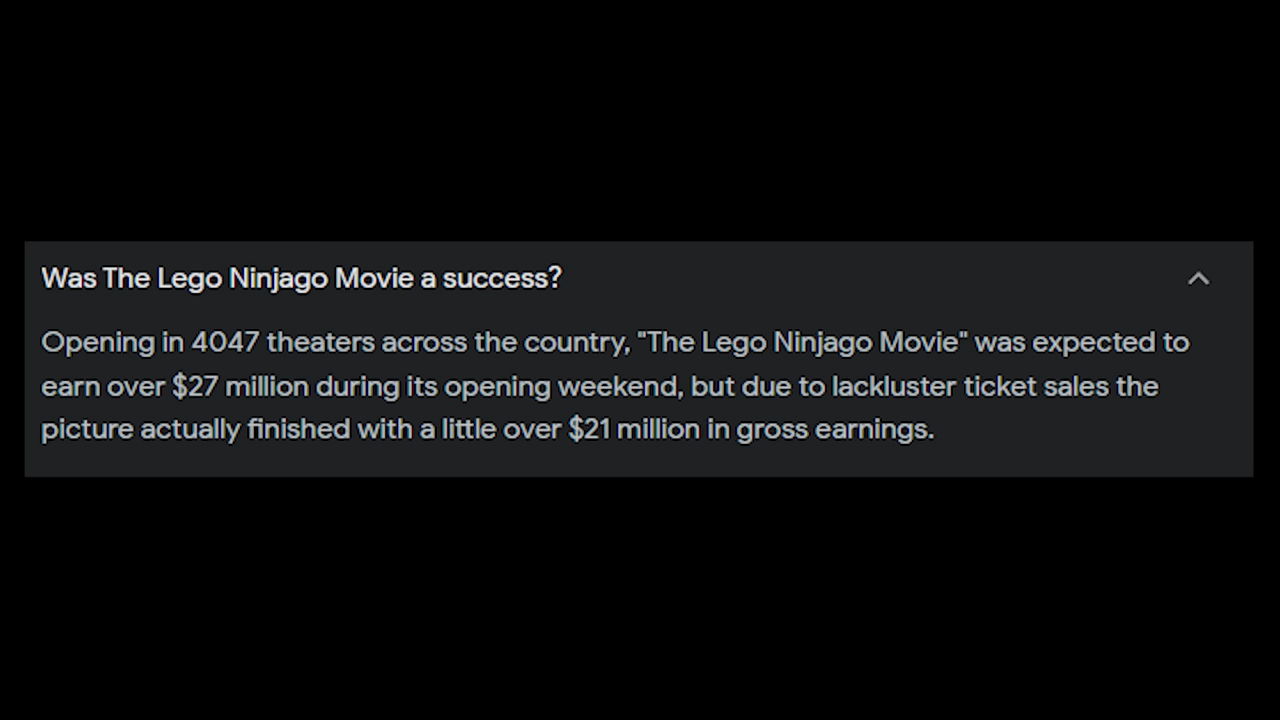 Was The Lego Ninjago Movie a success?
Opening in 4047 theaters across the country, "The Lego Ninjago Movie" was expected to
earn over $27 million during its opening weekend, but due to lackluster ticket sales the
picture actually finished with a little over $21 million in gross earnings.